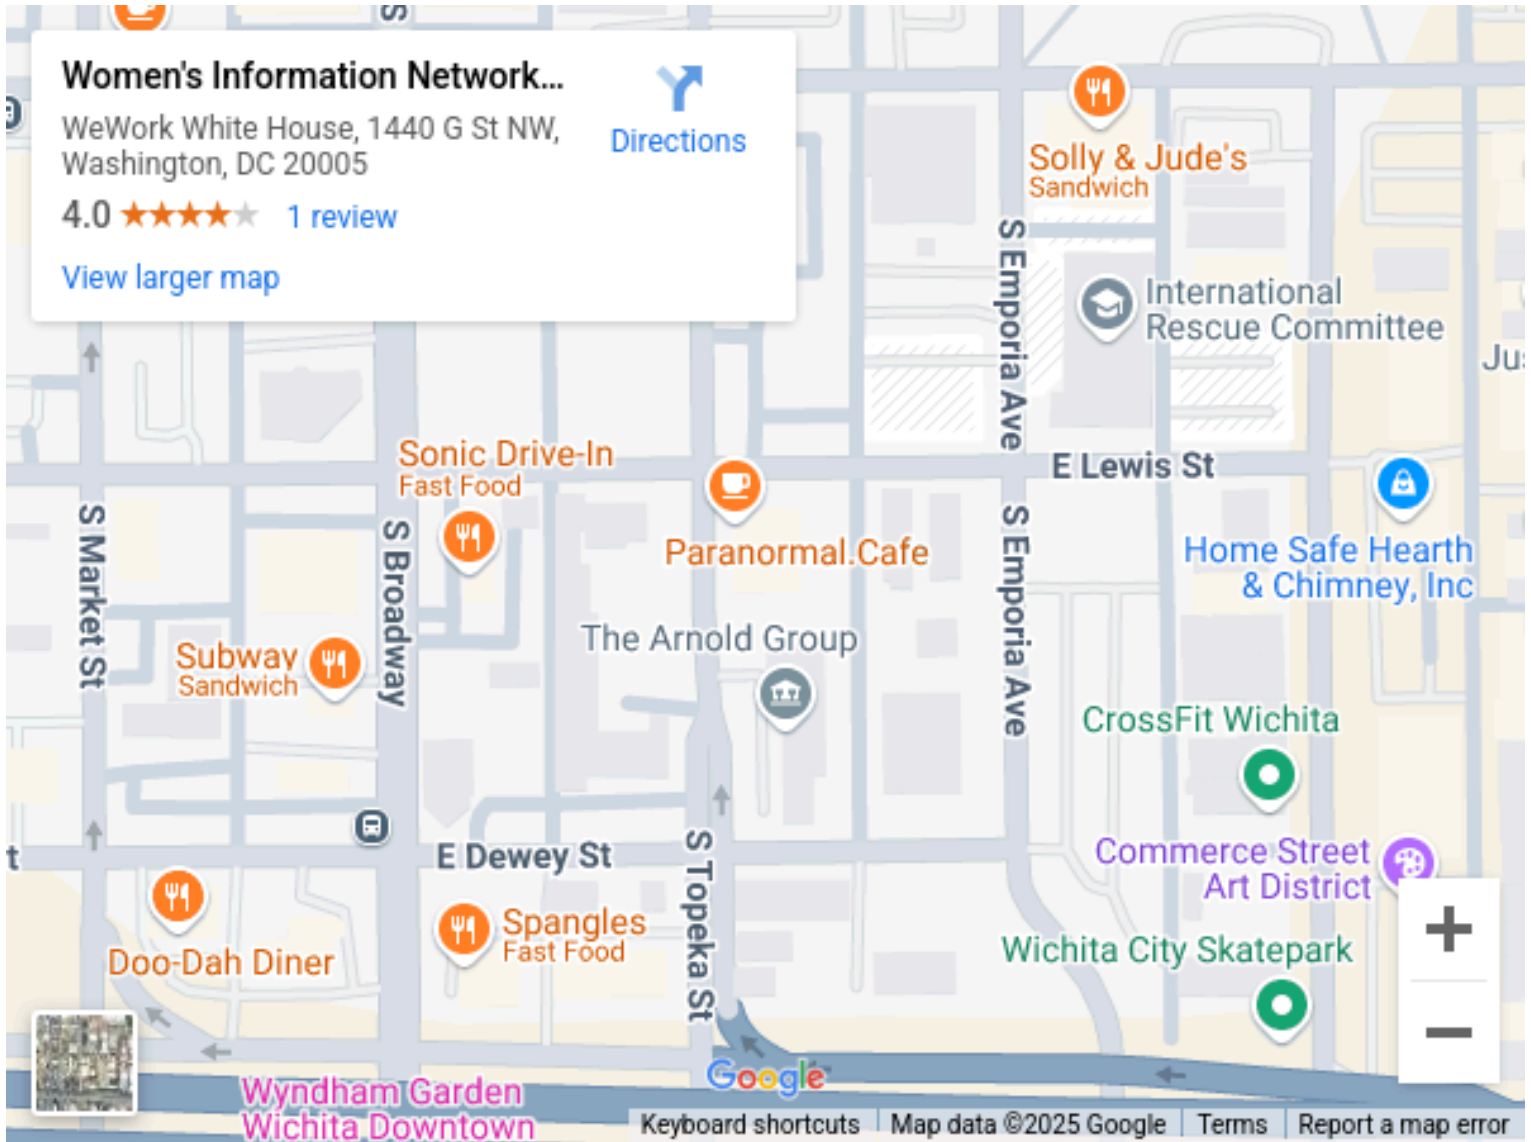 S
Women's Information Network...
WeWork White House, 1440 G St NW,
Washington, DC 20005
4.0
1 review
View larger map
Directions
Solly & Jude's
Sandwich
S Emporia Ave
International
Rescue Committee
Sonic Drive-In
Fast Food
E Lewis St
S Market St
S Broadway
Paranormal.Cafe
S Emporia Ave
Home Safe Hearth
& Chimney, Inc
The Arnold Group
Subway
Sandwich
CrossFit Wichita
E Dewey St
S Topeka St
Commerce Street
Art District
Doo-Dah Diner
Spangles
Fast Food
Wichita City Skatepark
Google
Wyndham Garden
Wichita Downtown
Keyboard shortcuts
Map data ©2025 Google
Terms
Report a map error